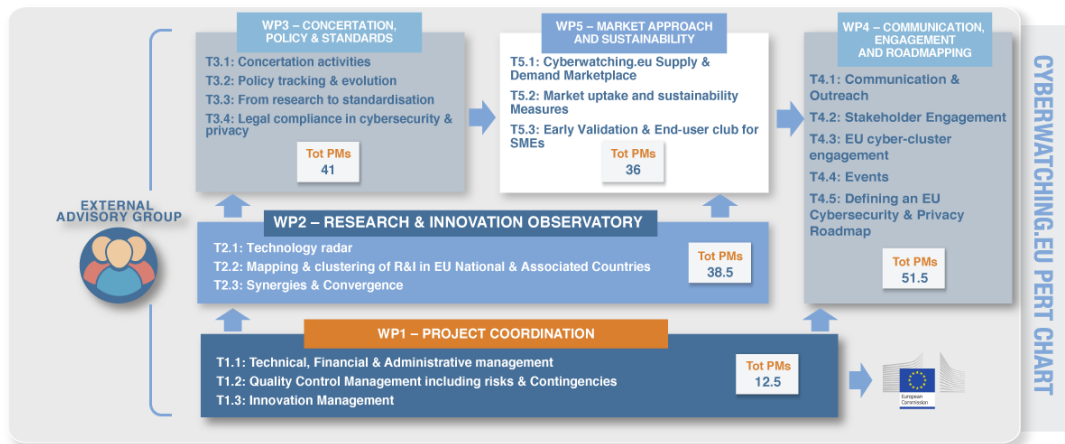 WP3 – CONCERTATION,
POLICY & STANDARDS
T3.1: Concertation activities
T3.2: Policy tracking & evolution
T3.3: From research to standardisation
T3.4: Legal compliance in cybersecurity &
privacy
Tot PMs
41
WP5 – MARKET APPROACH
AND SUSTAINABILITY
T5.1: Cyberwatching.eu Supply &
Demand Marketplace
T5.2: Market uptake and sustainability
Measures
T5.3: Early Validation & End-user club for
SMEs
Tot PMs
36
WP4 – COMMUNICATION,
ENGAGEMENT
AND ROADMAPPING
T4.1: Communication &
Outreach
T4.2: Stakeholder Engagement
T4.3: EU cyber-cluster
engagement
T4.4: Events
T4.5: Defining an EU
Cybersecurity & Privacy
Roadmap
Tot PMs
51.5
EXTERNAL
ADVISORY GROUP
WP2 – RESEARCH & INNOVATION OBSERVATORY
T2.1: Technology radar
T2.2: Mapping & clustering of R&I in EU National & Associated Countries
T2.3: Synergies & Convergence
Tot PMs
38.5
WP1 – PROJECT COORDINATION
T1.1: Technical, Financial & Administrative management
T1.2: Quality Control Management including risks & Contingencies
T1.3: Innovation Management
Tot PMs
12.5
European
Commission
CYBERWATCHING.EU PERT CHART